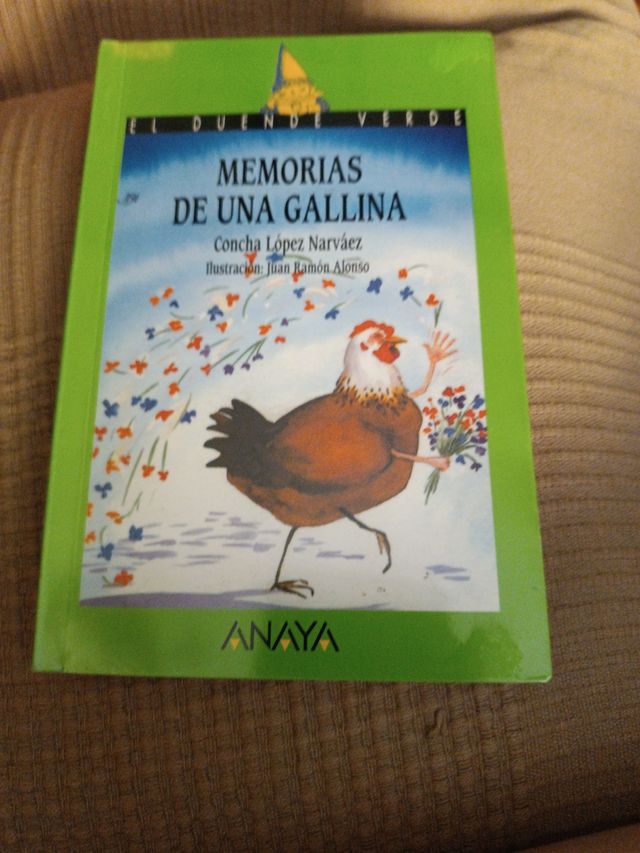 EL DUENDE VERDE
MEMORIAS
DE UNA GALLINA
Concha López Narváez
Ilustración: Juan Ramón Alonso
ANAYA